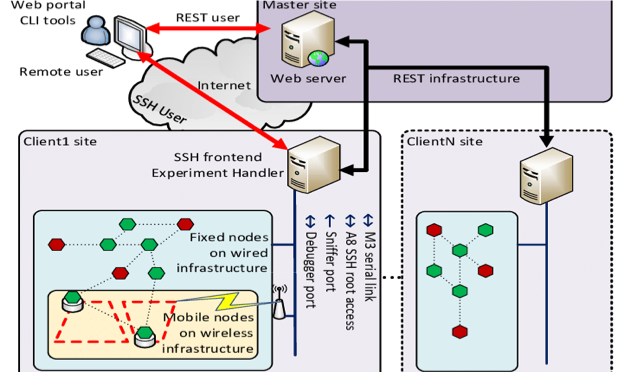 Web portal
CLI tools
REST user
Master site
Remote user
Web server
Internet
REST infrastructure
SSH User
Client1 site
SSH frontend
Experiment Handler
ClientN site
Fixed nodes
on wired
infrastructure
Mobile nodes
on wireless
infrastructure
Debugger port
Sniffer port
A8 SSH root access
M3 serial link